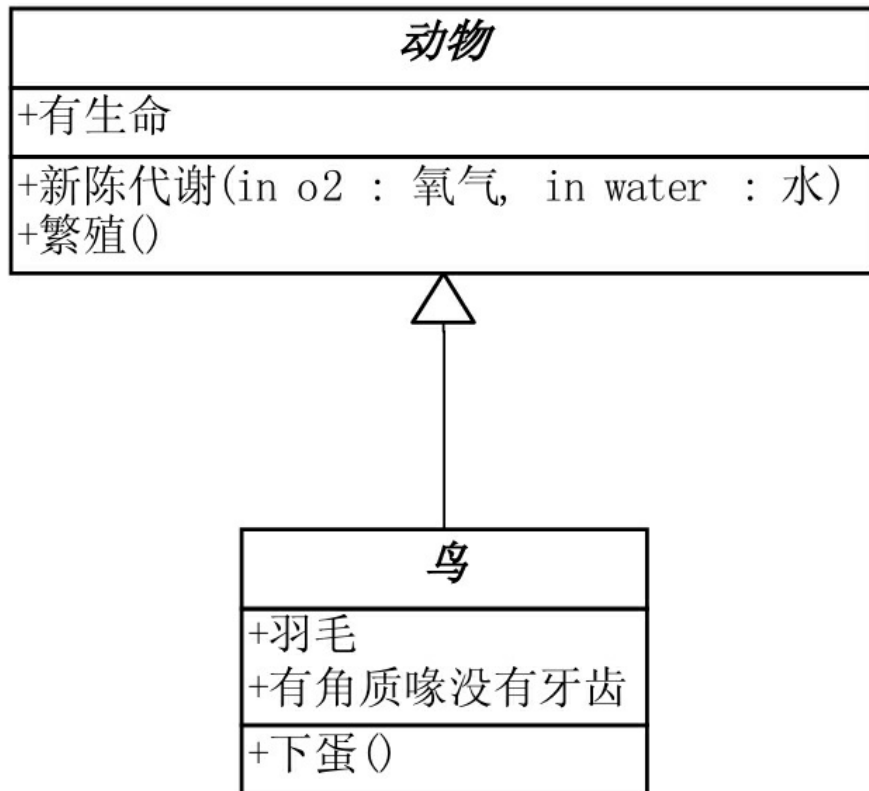 动物
+有生命
+新陈代谢(in o2 : 氧气, in water : 水)
+繁殖()
鸟
+羽毛
+有角质喙没有牙齿
+下蛋()